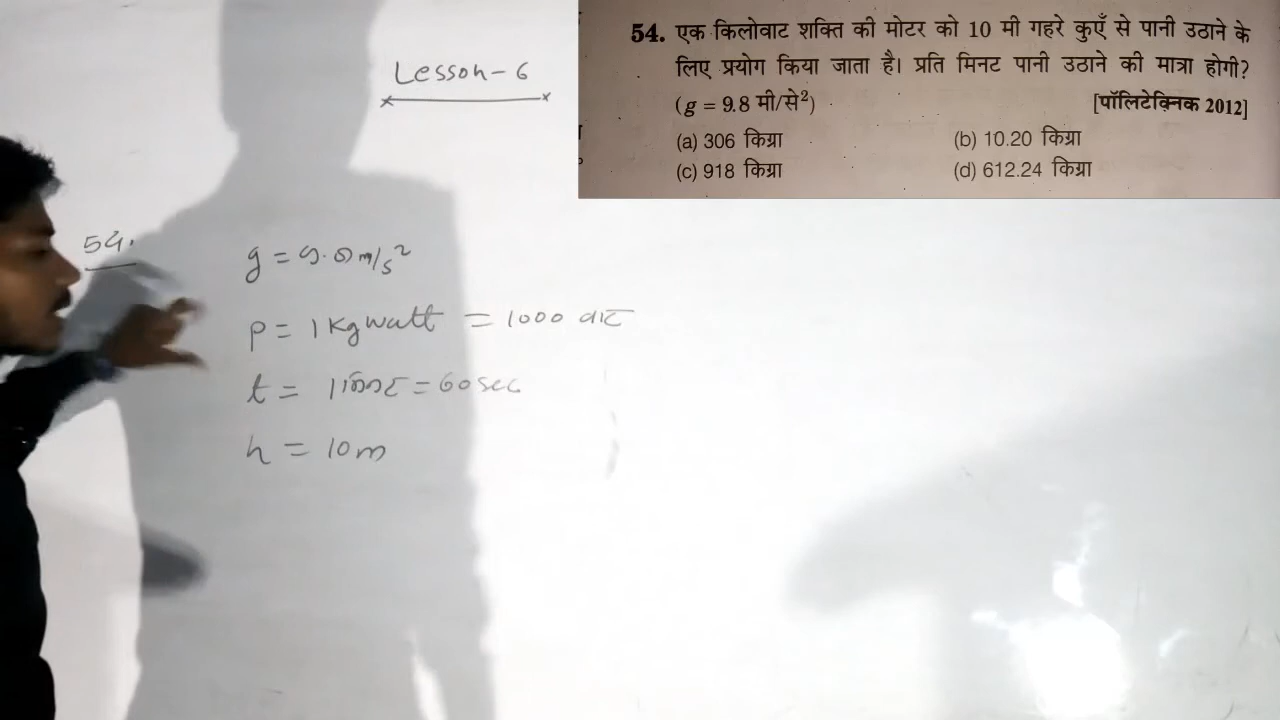 Lesson-6
54. एक किलोवाट शक्ति की मोटर को 10 मी गहरे कुएँ से पानी उठाने के
लिए प्रयोग किया जाता है। प्रति मिनट पानी उठाने की मात्रा होगी?
(g = 9.8 मी/से²) [पॉलिटेक्निक 2012]
(a) 306 किग्रा (b) 10.20 किग्रा
(c) 918 किग्रा (d) 612.24 किग्रा
54.
g = 9.8 m/s²
P = 1 Kg watt = 1000 वाट
t = 1 मिनट = 60 sec
h = 10 m